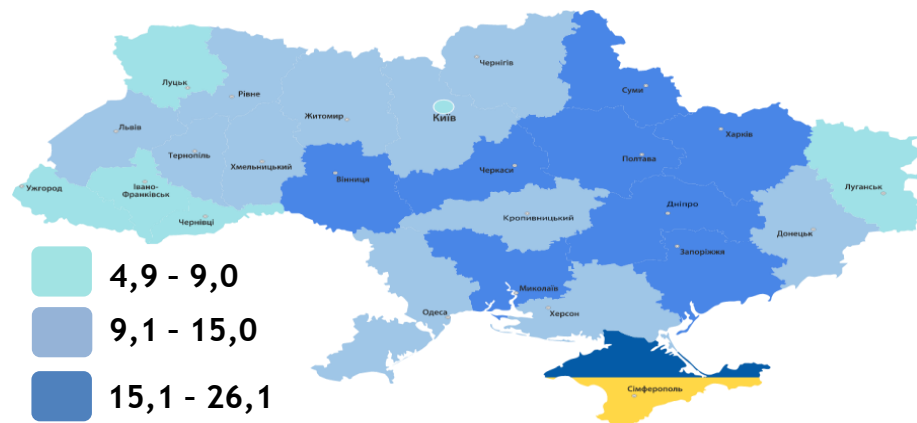 Чернігів
Луцьк
Рівне
Суми
Житомир
Київ
Львів
Харків
Тернопіль
Хмельницький
Полтава
Черкаси
Вінниця
Ужгород
Івано-
Франківськ
Луганськ
Чернівці
Кропивницький
Дніпро
Донецьк
Запоріжжя
4,9 – 9,0
Миколаїв
Одеса
Херсон
9,1 – 15,0
Сімферополь
15,1 – 26,1